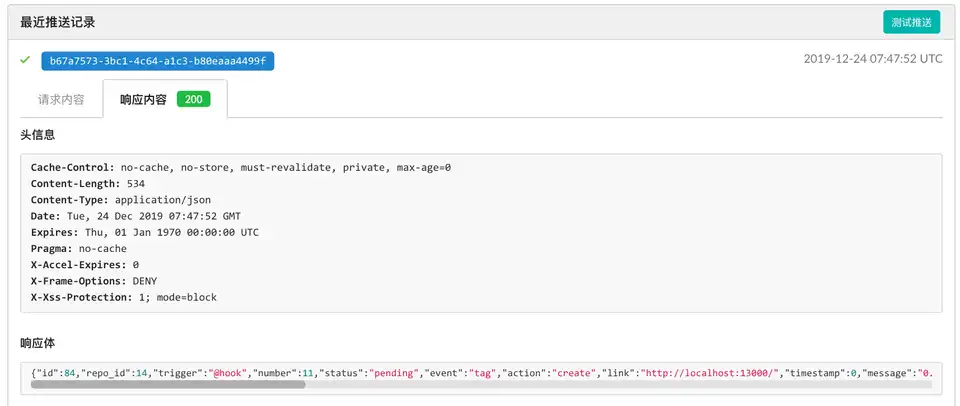 最近推送记录
测试推送
b67a7573-3bc1-4c64-a1c3-b80eaaa4499f
2019-12-24 07:47:52 UTC
请求内容
响应内容 200
头信息
Cache-Control: no-cache, no-store, must-revalidate, private, max-age=0
Content-Length: 534
Content-Type: application/json
Date: Tue, 24 Dec 2019 07:47:52 GMT
Expires: Thu, 01 Jan 1970 00:00:00 UTC
Pragma: no-cache
X-Accel-Expires: 0
X-Frame-Options: DENY
X-Xss-Protection: 1; mode=block
响应体
{"id":84,"repo_id":14,"trigger":"@hook","number":11,"status":"pending","event":"tag","action":"create","link":"http://localhost:13000/","timestamp":0,"message":"0.